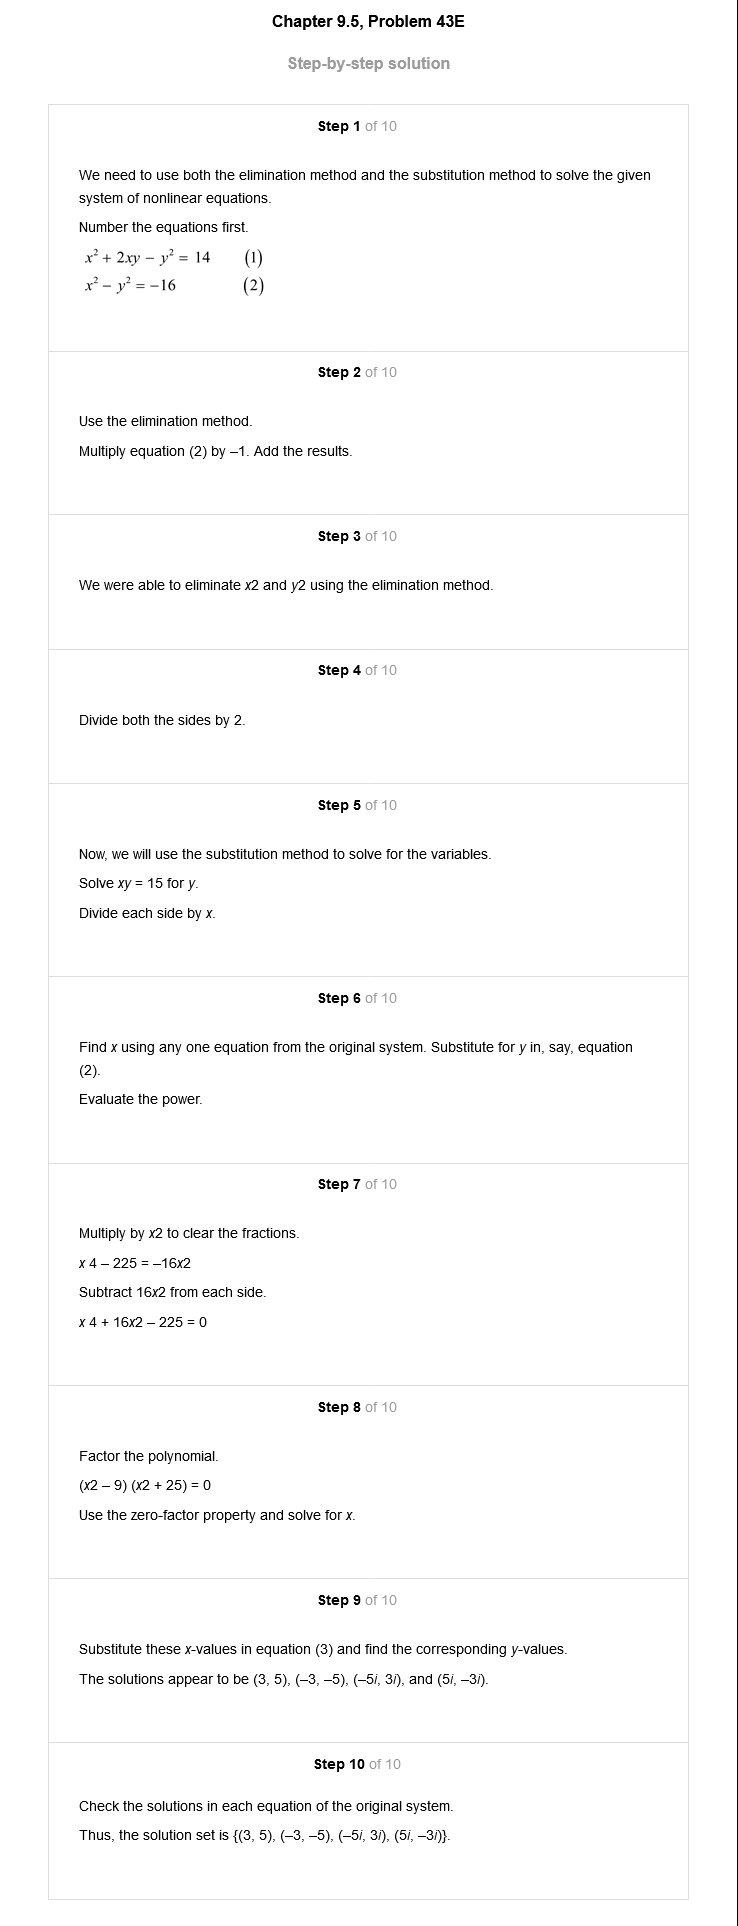 Chapter 9.5, Problem 43E
Step-by-step solution
Step 1 of 10
We need to use both the elimination method and the substitution method to solve the given
system of nonlinear equations.
Number the equations first.
x² + 2xy − y² = 14 (1)
x² − y² = −16 (2)
Step 2 of 10
Use the elimination method.
Multiply equation (2) by –1. Add the results.
Step 3 of 10
We were able to eliminate x2 and y2 using the elimination method.
Step 4 of 10
Divide both the sides by 2.
Step 5 of 10
Now, we will use the substitution method to solve for the variables.
Solve xy = 15 for y.
Divide each side by x.
Step 6 of 10
Find x using any one equation from the original system. Substitute for y in, say, equation
(2).
Evaluate the power.
Step 7 of 10
Multiply by x2 to clear the fractions.
x 4 – 225 = –16x2
Subtract 16x2 from each side.
x 4 + 16x2 – 225 = 0
Step 8 of 10
Factor the polynomial.
(x2 – 9) (x2 + 25) = 0
Use the zero-factor property and solve for x.
Step 9 of 10
Substitute these x-values in equation (3) and find the corresponding y-values.
The solutions appear to be (3, 5), (–3, –5), (–5i, 3i), and (5i, –3i).
Step 10 of 10
Check the solutions in each equation of the original system.
Thus, the solution set is {(3, 5), (–3, –5), (–5i, 3i), (5i, –3i)}.